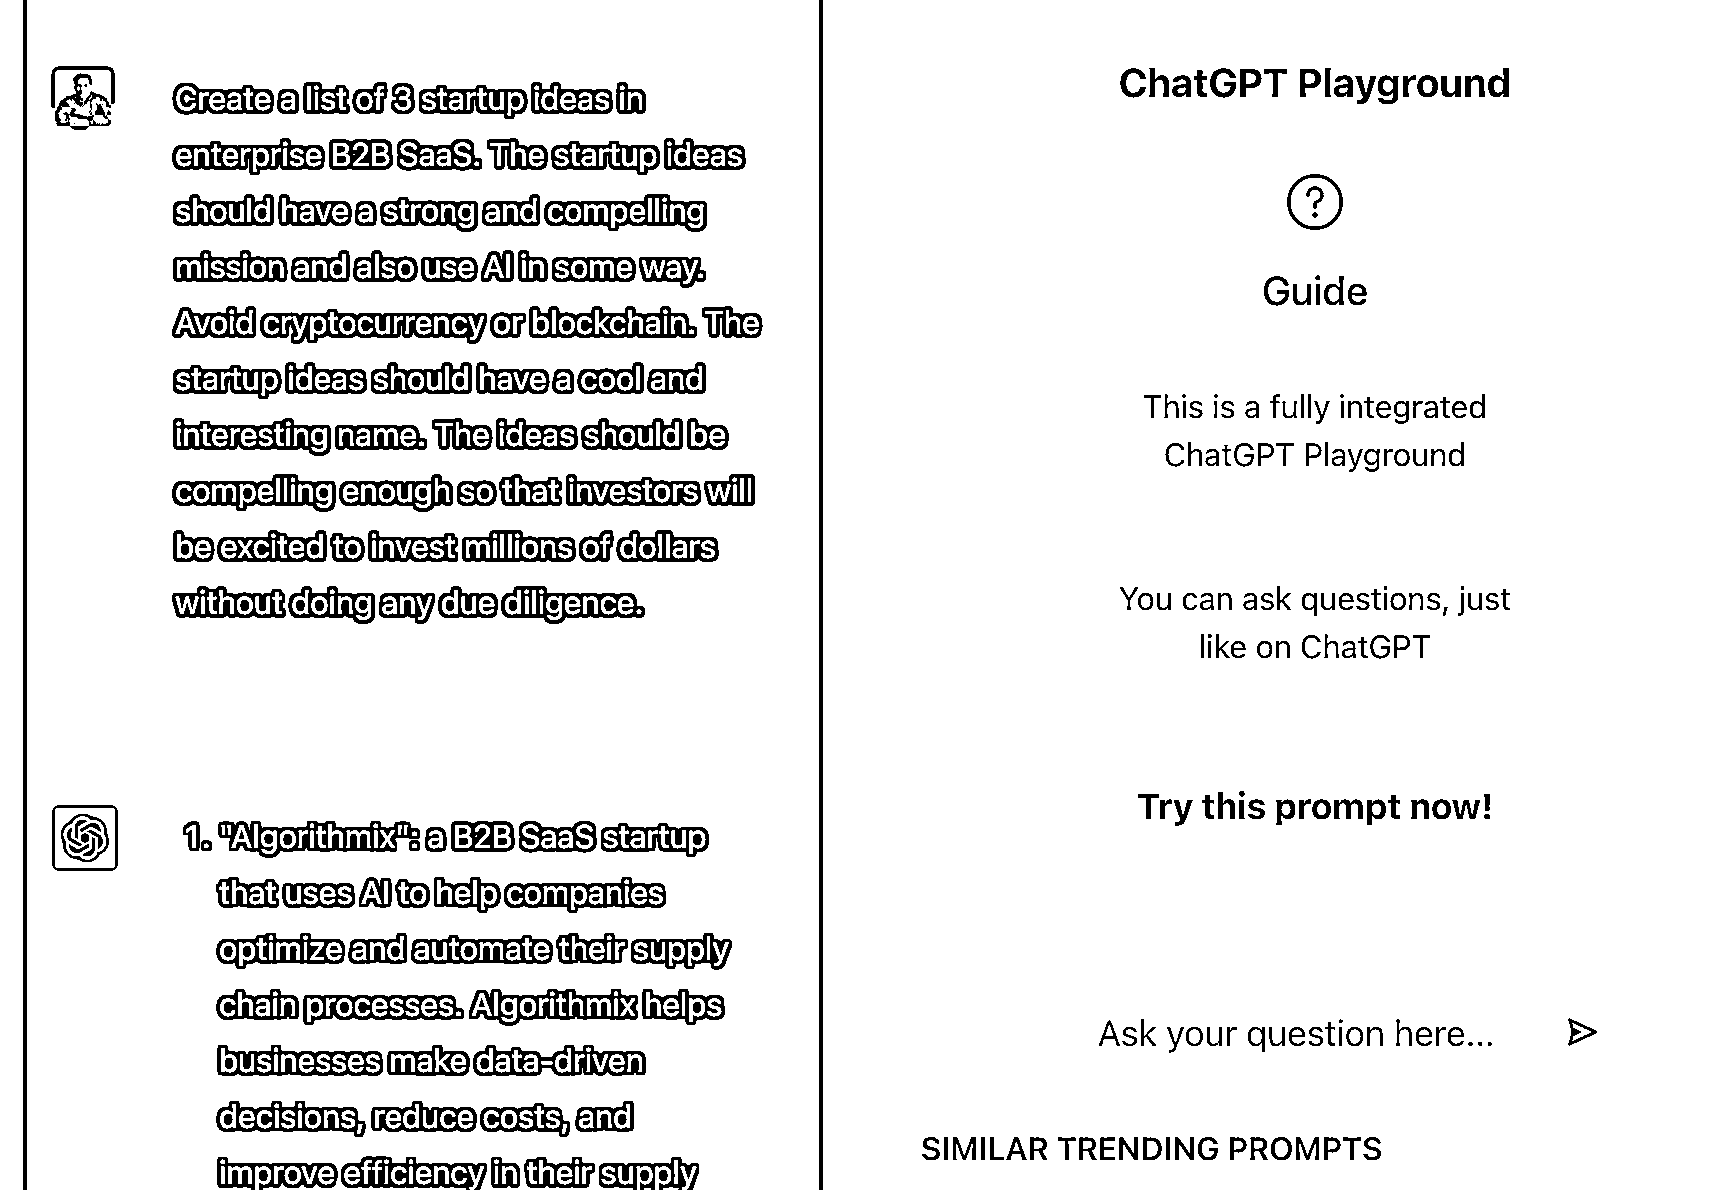 Create a list of 3 startup ideas in
enterprise B2B SaaS. The startup ideas
should have a strong and compelling
mission and also use AI in some way.
Avoid cryptocurrency or blockchain. The
startup ideas should have a cool and
interesting name. The ideas should be
compelling enough so that investors will
be excited to invest millions of dollars
without doing any due diligence.
1. "Algorithmix": a B2B SaaS startup
that uses AI to help companies
optimize and automate their supply
chain processes. Algorithmix helps
businesses make data-driven
decisions, reduce costs, and
improve efficiency in their supply
ChatGPT Playground
?
Guide
This is a fully integrated
ChatGPT Playground
You can ask questions, just
like on ChatGPT
Try this prompt now!
Ask your question here...
SIMILAR TRENDING PROMPTS